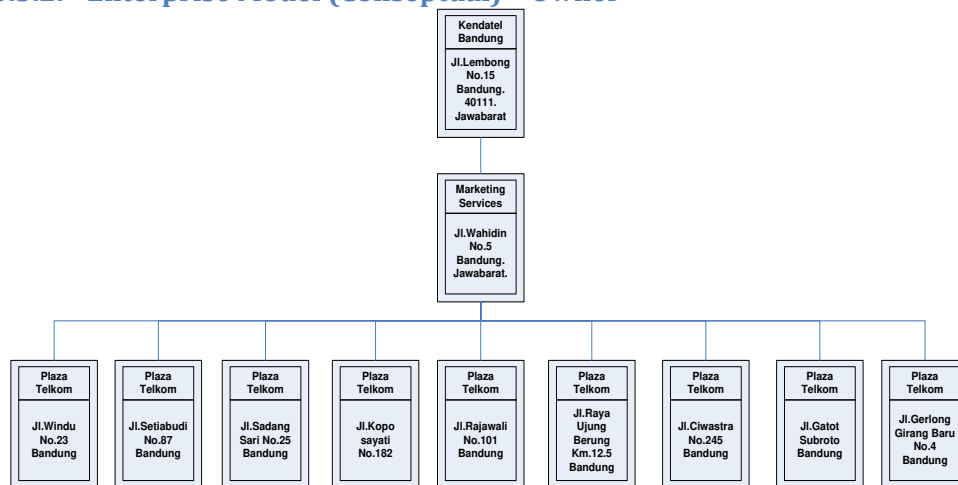 Enterprise Model (Conseptual) – Owner
Kendatel
Bandung
Jl.Lembong
No.15
Bandung.
40111.
Jawabarat
Marketing
Services
Jl.Wahidin
No.5
Bandung.
Jawabarat.
Plaza
Telkom
Jl.Windu
No.23
Bandung
Plaza
Telkom
Jl.Setiabudi
No.87
Bandung
Plaza
Telkom
Jl.Sadang
Sari No.25
Bandung
Plaza
Telkom
Jl.Kopo
sayati
No.182
Plaza
Telkom
Jl.Rajawali
No.101
Bandung
Plaza
Telkom
Jl.Raya
Ujung
Berung
Km.12.5
Bandung
Plaza
Telkom
Jl.Ciwastra
No.245
Bandung
Plaza
Telkom
Jl.Gatot
Subroto
Bandung
Plaza
Telkom
Jl.Gerlong
Girang Baru
No.4
Bandung